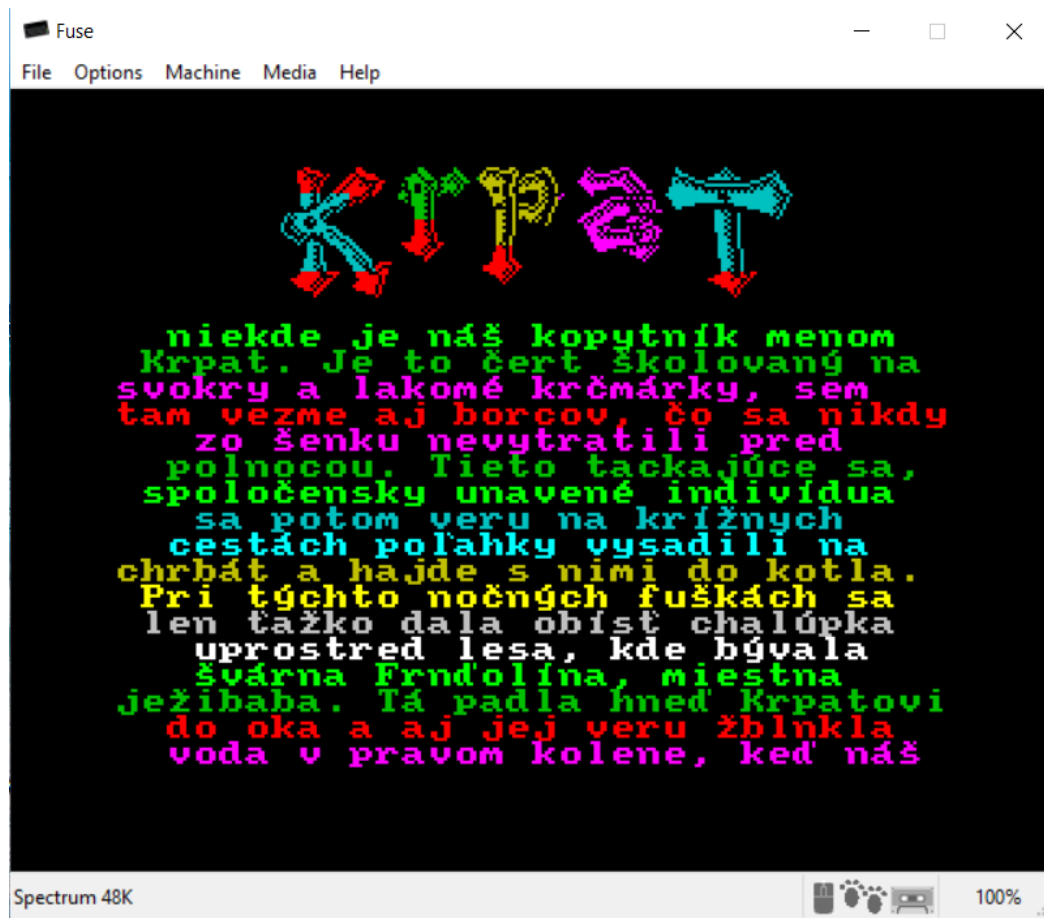 Fuse
File Options Machine Media Help
Krpat
niekde je náš kopytník menom
Krpat. Je to čert školovaný na
svokry a lakomé krčmárky, sem
tam vezme aj borcov, čo sa nikdy
zo šenku nevytratili pred
polnocou. Tieto tackajúce sa,
spoločensky unavené indivídua
sa potom veru na krížnych
cestách poľahky vysadili na
chrbát a hajde s nimi do kotla.
Pri týchto nočných fuškách sa
len ťažko dala obísť chalúpka
uprostred lesa, kde bývala
švárna Frnďolína, miestna
ježibaba. Tá padla hneď Krpatovi
do oka a aj jej veru žblnkla
voda v pravom kolene, keď náš
Spectrum 48K 100%